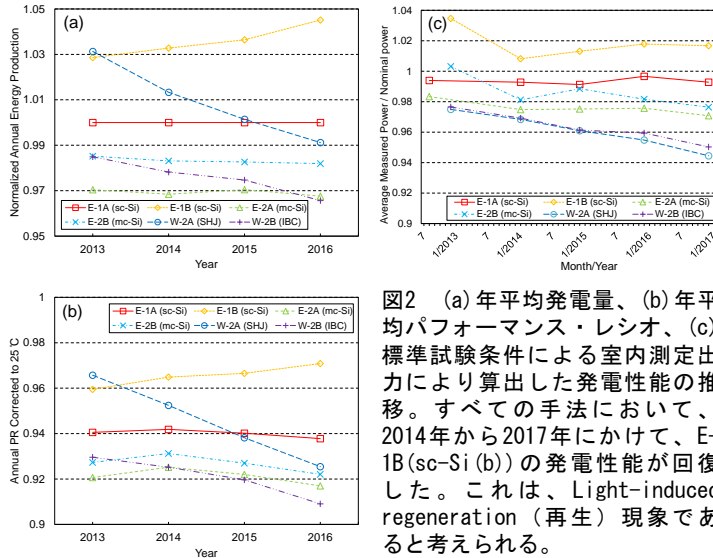 (a)
Normalized Annual Energy Production
1.05
1.03
1.00
0.99
0.97
0.95
E-1A (sc-Si) E-1B (sc-Si) E-2A (mc-Si)
E-2B (mc-Si) W-2A (SHJ) W-2B (IBC)
2013 2014 2015 2016
Year
(c)
Average Measured Power / Nominal power
1.04
1.02
1
0.98
0.96
0.94
0.92
0.9
E-1A (sc-Si) E-1B (sc-Si) E-2A (mc-Si)
E-2B (mc-Si) W-2A (SHJ) W-2B (IBC)
7 1/2013 7 1/2014 7 1/2015 7 1/2016 7 1/2017
Month/Year
(b)
Annual PR Corrected to 25℃
1
0.98
0.96
0.94
0.92
0.9
E-1A (sc-Si) E-1B (sc-Si) E-2A (mc-Si)
E-2B (mc-Si) W-2A (SHJ) W-2B (IBC)
2013 2014 2015 2016
Year
図2 (a)年平均発電量、(b)年平
均パフォーマンス・レシオ、(c)
標準試験条件による室内測定出
力により算出した発電性能の推
移。すべての手法において、
2014年から2017年にかけて、E-
1B(sc-Si(b))の発電性能が回復
した。これは、Light-induced
regeneration（再生）現象であ
ると考えられる。